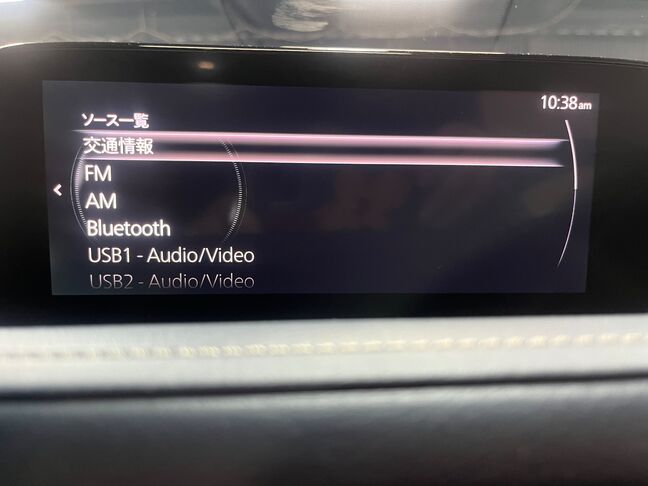 10:38am
ソース一覧
交通情報
FM
AM
Bluetooth
USB1 - Audio/Video
USB2 - Audio/Video